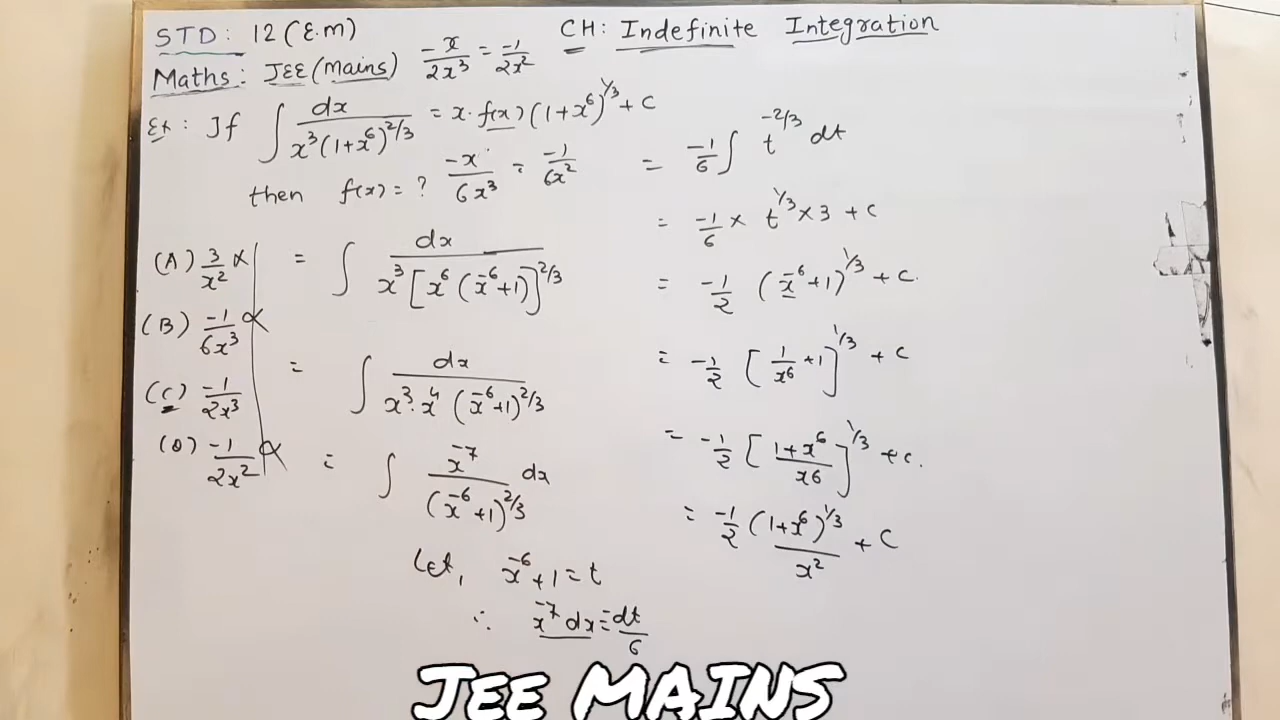 STD: 12 (E.m) CH: Indefinite Integration
Maths: JEE (Mains) -x/2x³ = -1/2x²
Ex: If ∫ dx/x³(1+x⁶)^2/3 = x·f(x)(1+x⁶)^1/3 + C
then f(x) = ? -x/6x³ = -1/6x²
(A) 3/x² ∝
(B) -1/6x³ ∝
(C) -1/2x³
(D) -1/2x² ∝
= ∫ dx/x³[x⁶(x⁻⁶+1)]^2/3
= ∫ dx/x³·x⁴(x⁻⁶+1)^2/3
= ∫ x⁻⁷/(x⁻⁶+1)^2/3 dx
Let, x⁻⁶+1=t
∴ x⁻⁷dx = -dt/6
= -1/6 ∫ t^-2/3 dt
= -1/6 × t^1/3 × 3 + C
= -1/2 (x⁻⁶+1)^1/3 + C.
= -1/2 [1/x⁶ + 1]^1/3 + C
= -1/2 [1+x⁶/x6]^1/3 + C.
= -1/2 (1+x⁶)^1/3/x² + C
JEE MAINS